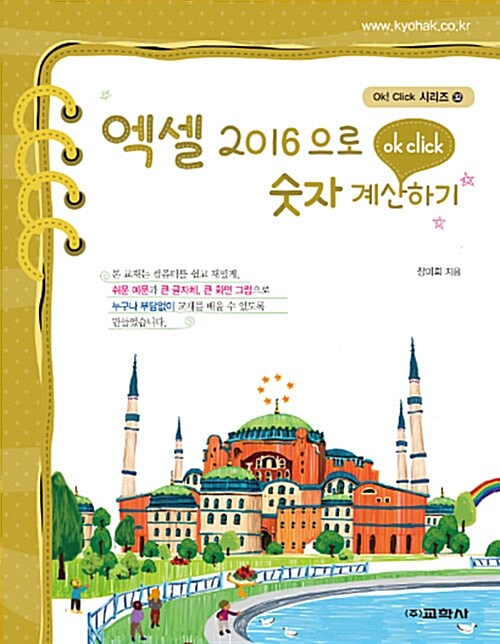 www.kyohak.co.kr
Ok! Click 시리즈 32
엑셀 2016으로 ok click
숫자 계산하기
장미희 지음
본 교재는 컴퓨터를 쉽고 재밌게,
쉬운 예문과 큰 글자체, 큰 화면 그림으로
누구나 부담없이 교재를 배울 수 있도록
만들었습니다.
(주)교학사